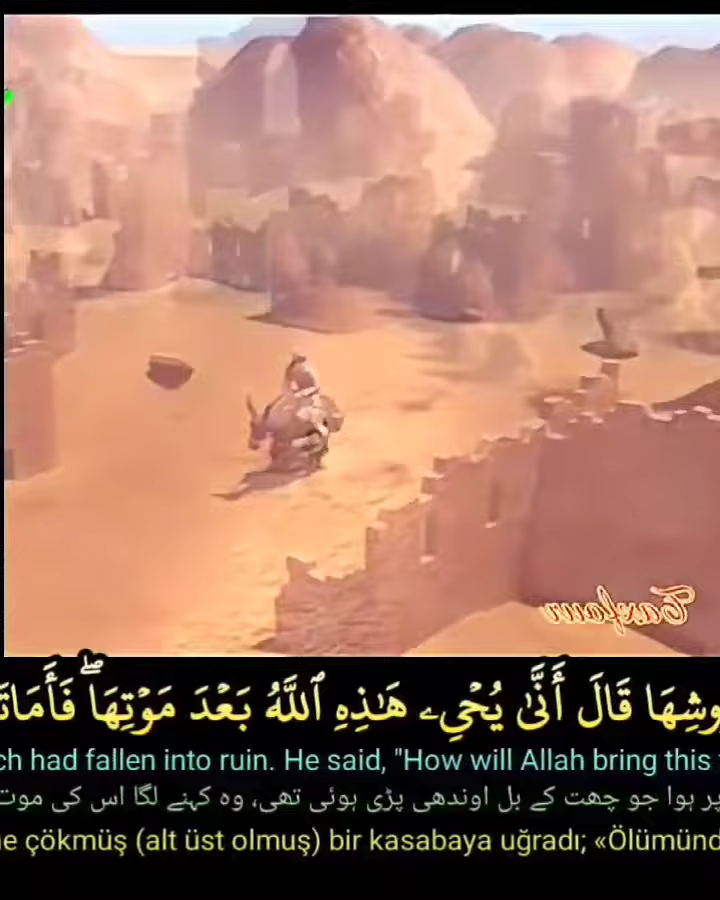 وشِهَا قَالَ أَنَّىٰ يُحْيِۦ هَـٰذِهِ ٱللَّهُ بَعْدَ مَوْتِهَا ۖ فَأَمَاتَ
ch had fallen into ruin. He said, "How will Allah bring this
پر ہوا جو چھت کے بل اوندھی پڑی ہوئی تھی، وہ کہنے لگا اس کی موت
e çökmüş (alt üst olmuş) bir kasabaya uğradı; «Ölümünd